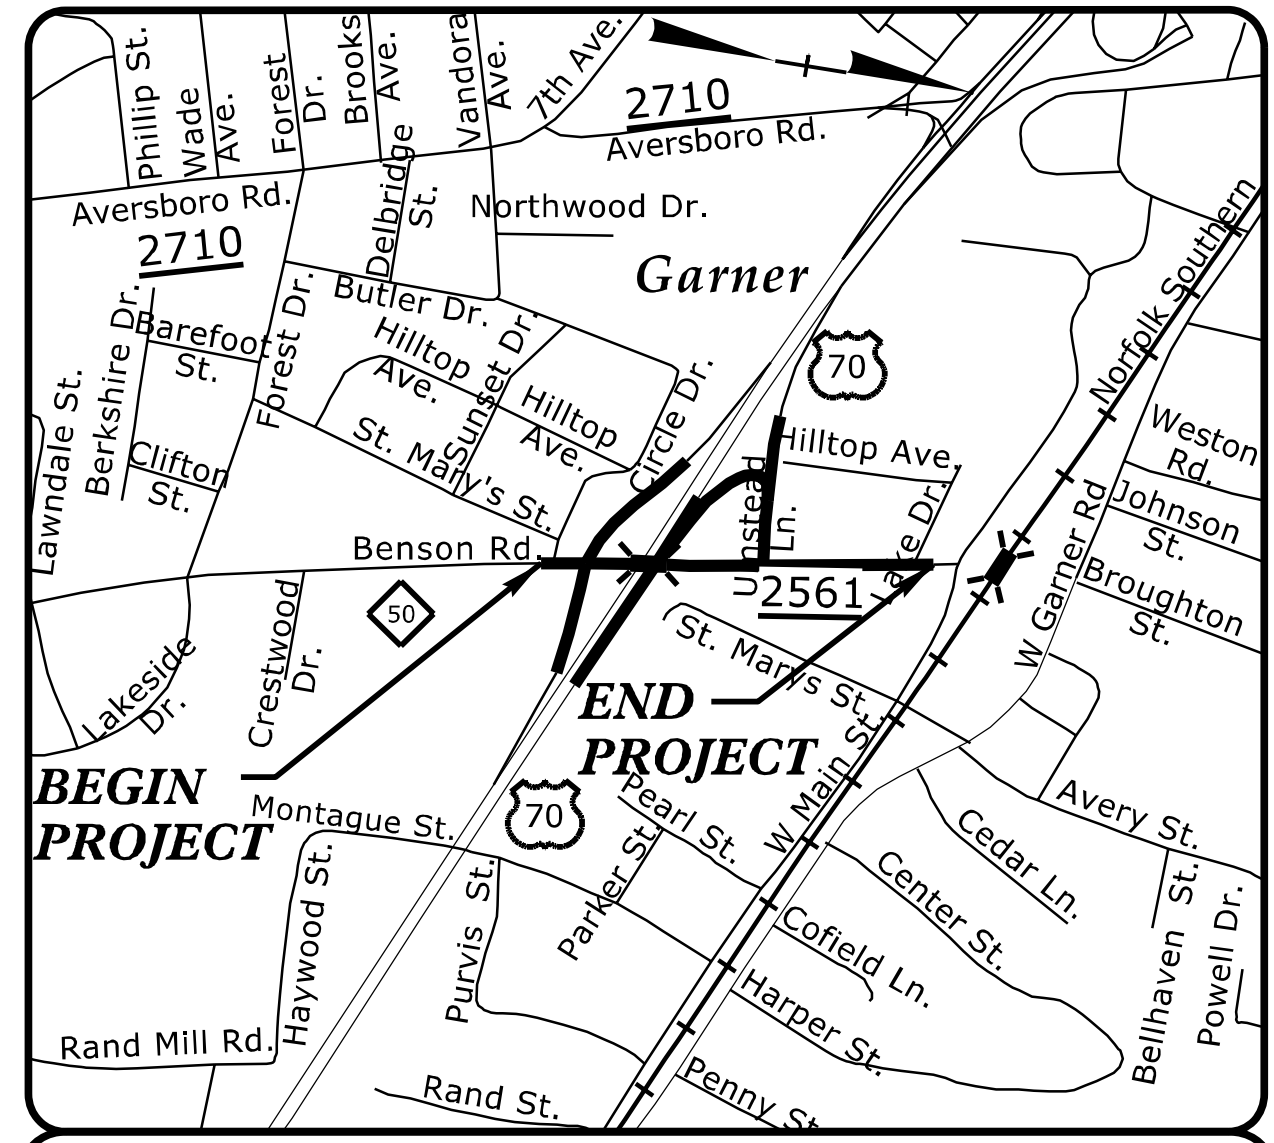 Phillip St.
Wade
Ave.
Forest
Dr.
Brooks
Ave.
Vandora
Ave.
7th Ave.
2710
Aversboro Rd.
Aversboro Rd.
2710
Delbridge
St.
Northwood Dr.
Garner
Norfolk Southern
Butler Dr.
Berkshire Dr.
Barefoot
St.
Forest Dr.
Hilltop
Ave.
Sunset Dr.
Hilltop
Ave.
Circle Dr.
70
Lawndale St.
Clifton
St.
St. Mary's St.
Hilltop Ave.
Weston
Rd.
Johnson
St.
Benson Rd.
Umstead
Ln.
Lake Dr.
W Garner Rd
Broughton
St.
2561
50
Crestwood
Dr.
Lakeside
Dr.
St. Marys St.
END
PROJECT
BEGIN
PROJECT
W Main St.
Montague St.
70
Pearl St.
Parker St.
Avery St.
Cedar Ln.
Center St.
Haywood St.
Purvis St.
Cofield Ln.
Bellhaven St.
Powell Dr.
Harper St.
Rand Mill Rd.
Rand St.
Penny St.